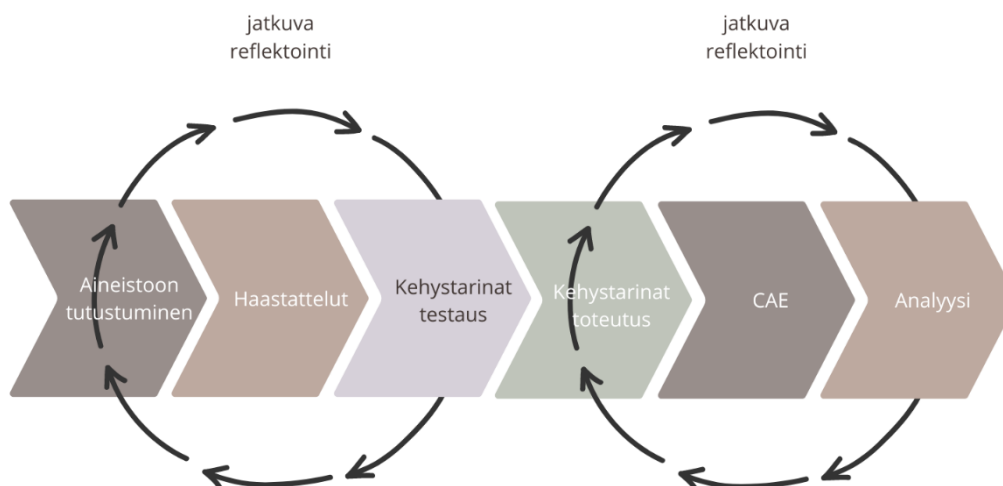 jatkuva
reflektointi
jatkuva
reflektointi
Aineistoon
tutustuminen
Haastattelut
Kehystarinat
testaus
Kehystarinat
toteutus
CAE
Analyysi